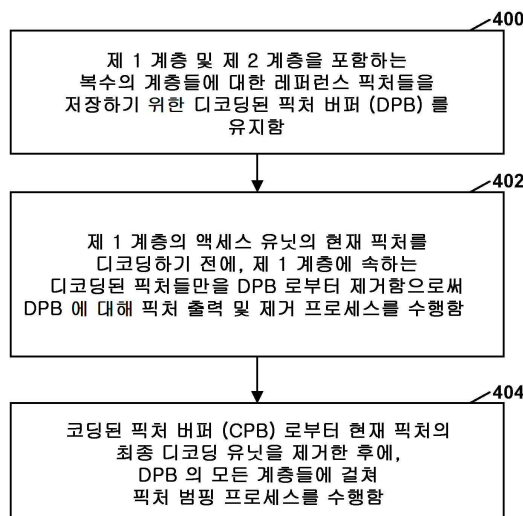 400
제 1 계층 및 제 2 계층을 포함하는
복수의 계층들에 대한 레퍼런스 픽처들을
저장하기 위한 디코딩된 픽처 버퍼 (DPB) 를
유지함
402
제 1 계층의 액세스 유닛의 현재 픽처를
디코딩하기 전에, 제 1 계층에 속하는
디코딩된 픽처들만을 DPB 로부터 제거함으로써
DPB 에 대해 픽처 출력 및 제거 프로세스를 수행함
404
코딩된 픽처 버퍼 (CPB) 로부터 현재 픽처의
최종 디코딩 유닛을 제거한 후에,
DPB 의 모든 계층들에 걸쳐
픽처 범핑 프로세스를 수행함